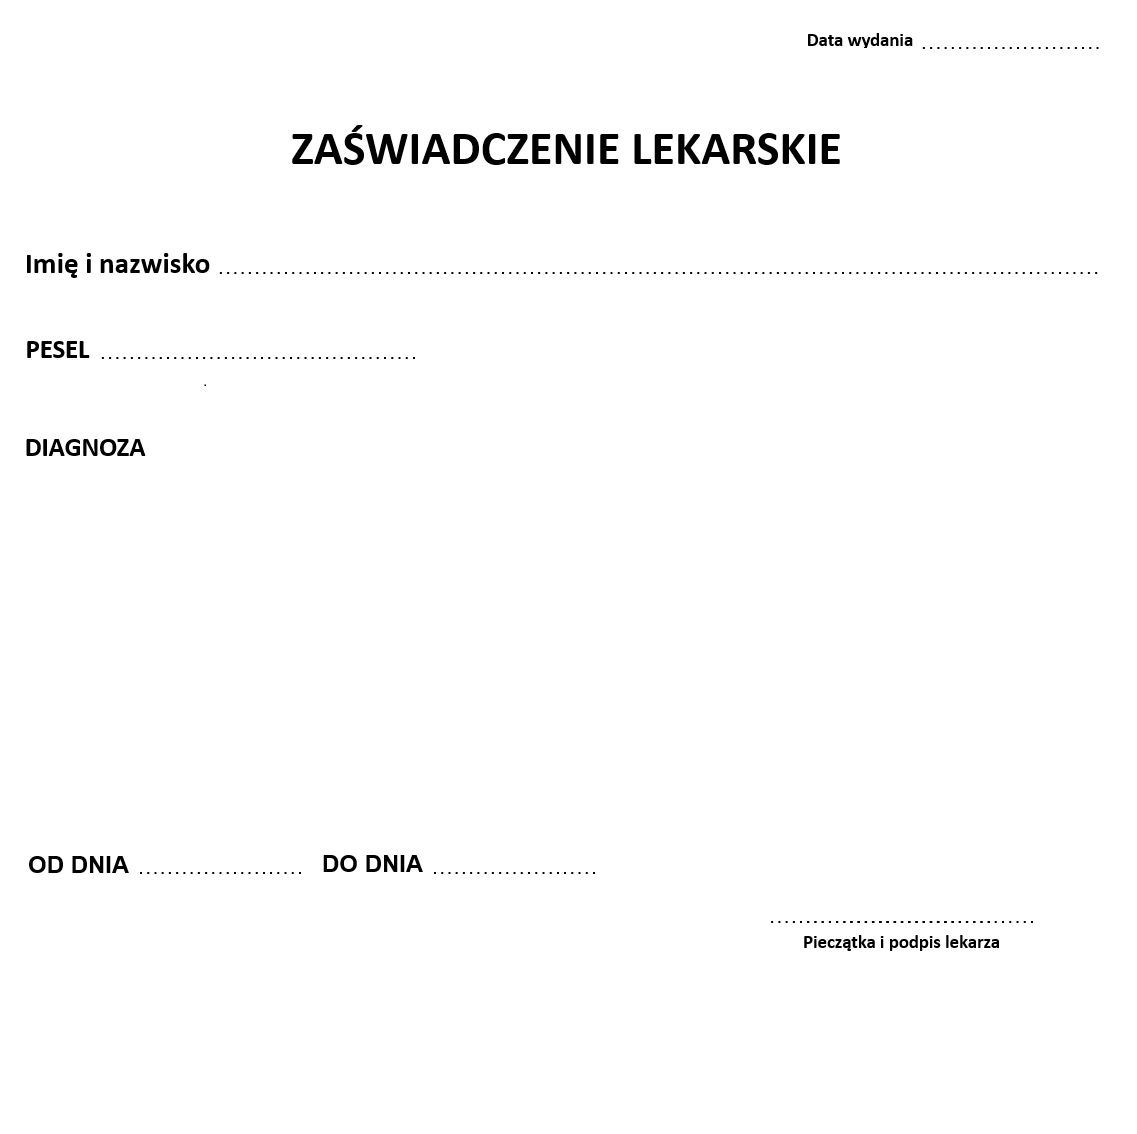 Data wydania ..........................
ZAŚWIADCZENIE LEKARSKIE
Imię i nazwisko ..............................................................................................................................
PESEL .............................................
.
DIAGNOZA
OD DNIA ........................ DO DNIA ........................
......................................
Pieczątka i podpis lekarza